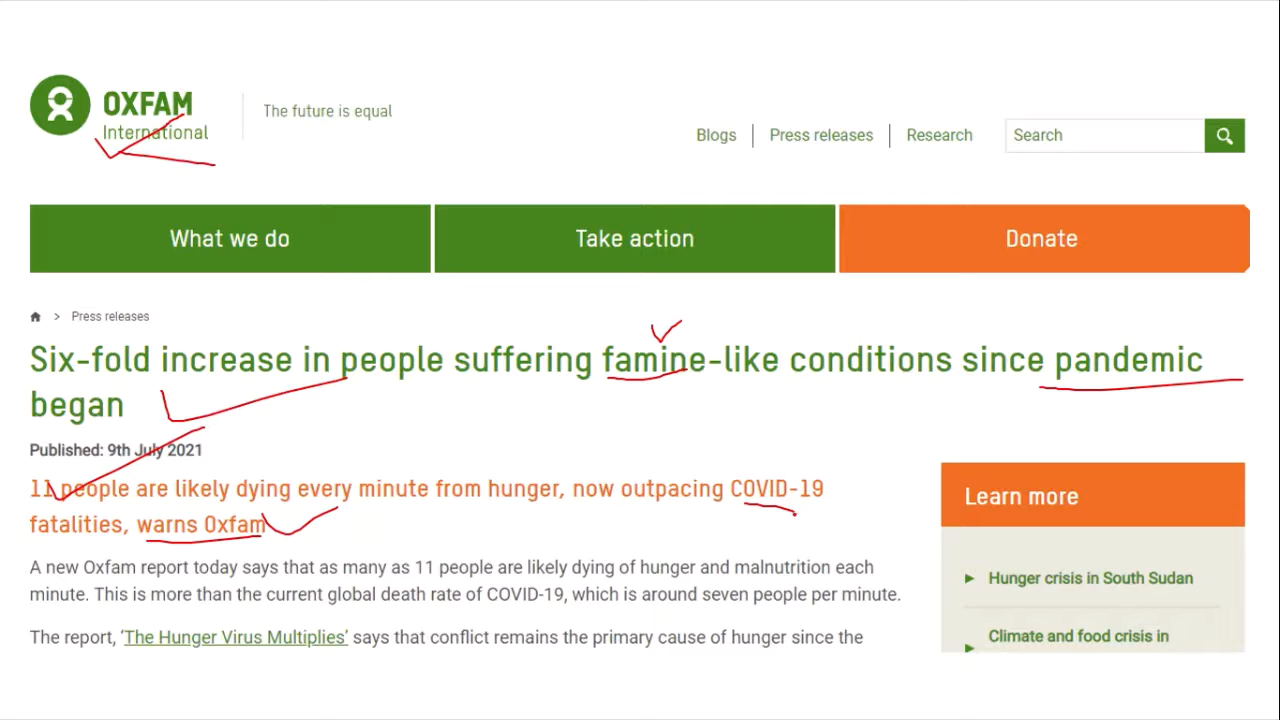 OXFAM
International
The future is equal
Blogs
Press releases
Research
Search
What we do
Take action
Donate
Press releases
Six-fold increase in people suffering famine-like conditions since pandemic
began
Published: 9th July 2021
11 people are likely dying every minute from hunger, now outpacing COVID-19
fatalities, warns Oxfam
A new Oxfam report today says that as many as 11 people are likely dying of hunger and malnutrition each
minute. This is more than the current global death rate of COVID-19, which is around seven people per minute.
The report, ‘The Hunger Virus Multiplies’ says that conflict remains the primary cause of hunger since the
Learn more
Hunger crisis in South Sudan
Climate and food crisis in